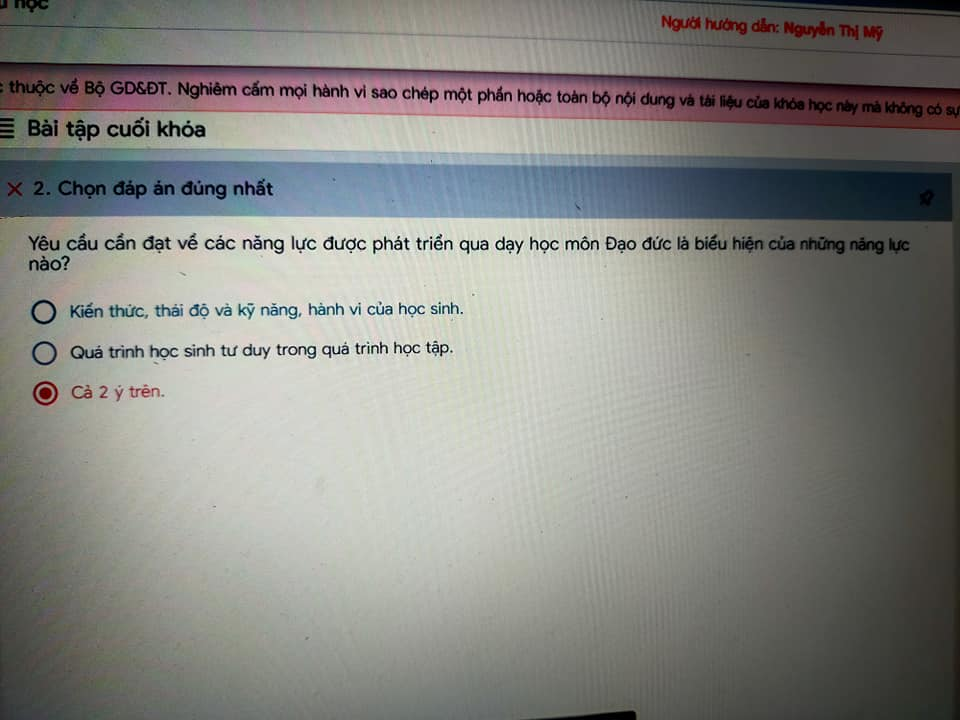 học
Người hướng dẫn: Nguyễn Thị Mỹ
thuộc về Bộ GD&ĐT. Nghiêm cấm mọi hành vi sao chép một phần hoặc toàn bộ nội dung và tài liệu của khóa học này mà không có sự
Bài tập cuối khóa
2. Chọn đáp án đúng nhất
Yêu cầu cần đạt về các năng lực được phát triển qua dạy học môn Đạo đức là biểu hiện của những năng lực
nào?
Kiến thức, thái độ và kỹ năng, hành vi của học sinh.
Quá trình học sinh tư duy trong quá trình học tập.
Cả 2 ý trên.